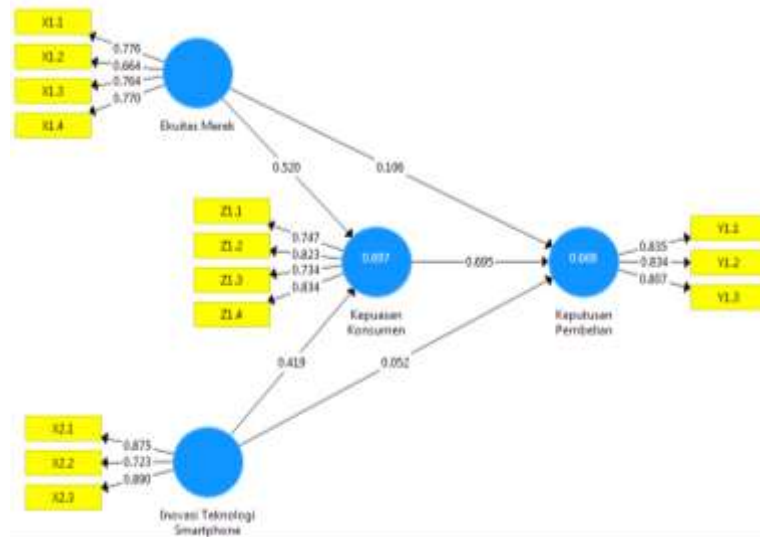 X1.1
0.776
X1.2
0.664
X1.3
0.764
X1.4
0.770
Ekuitas Merek
0.520
0.106
Z1.1
0.747
Z1.2
0.823
Z1.3
0.734
Z1.4
0.834
Kepuasan
Konsumen
0.695
Keputusan
Pembelian
Y1.1
0.835
Y1.2
0.834
Y1.3
0.807
0.419
0.052
X2.1
0.875
X2.2
0.723
X2.3
0.890
Inovasi Teknologi
Smartphone